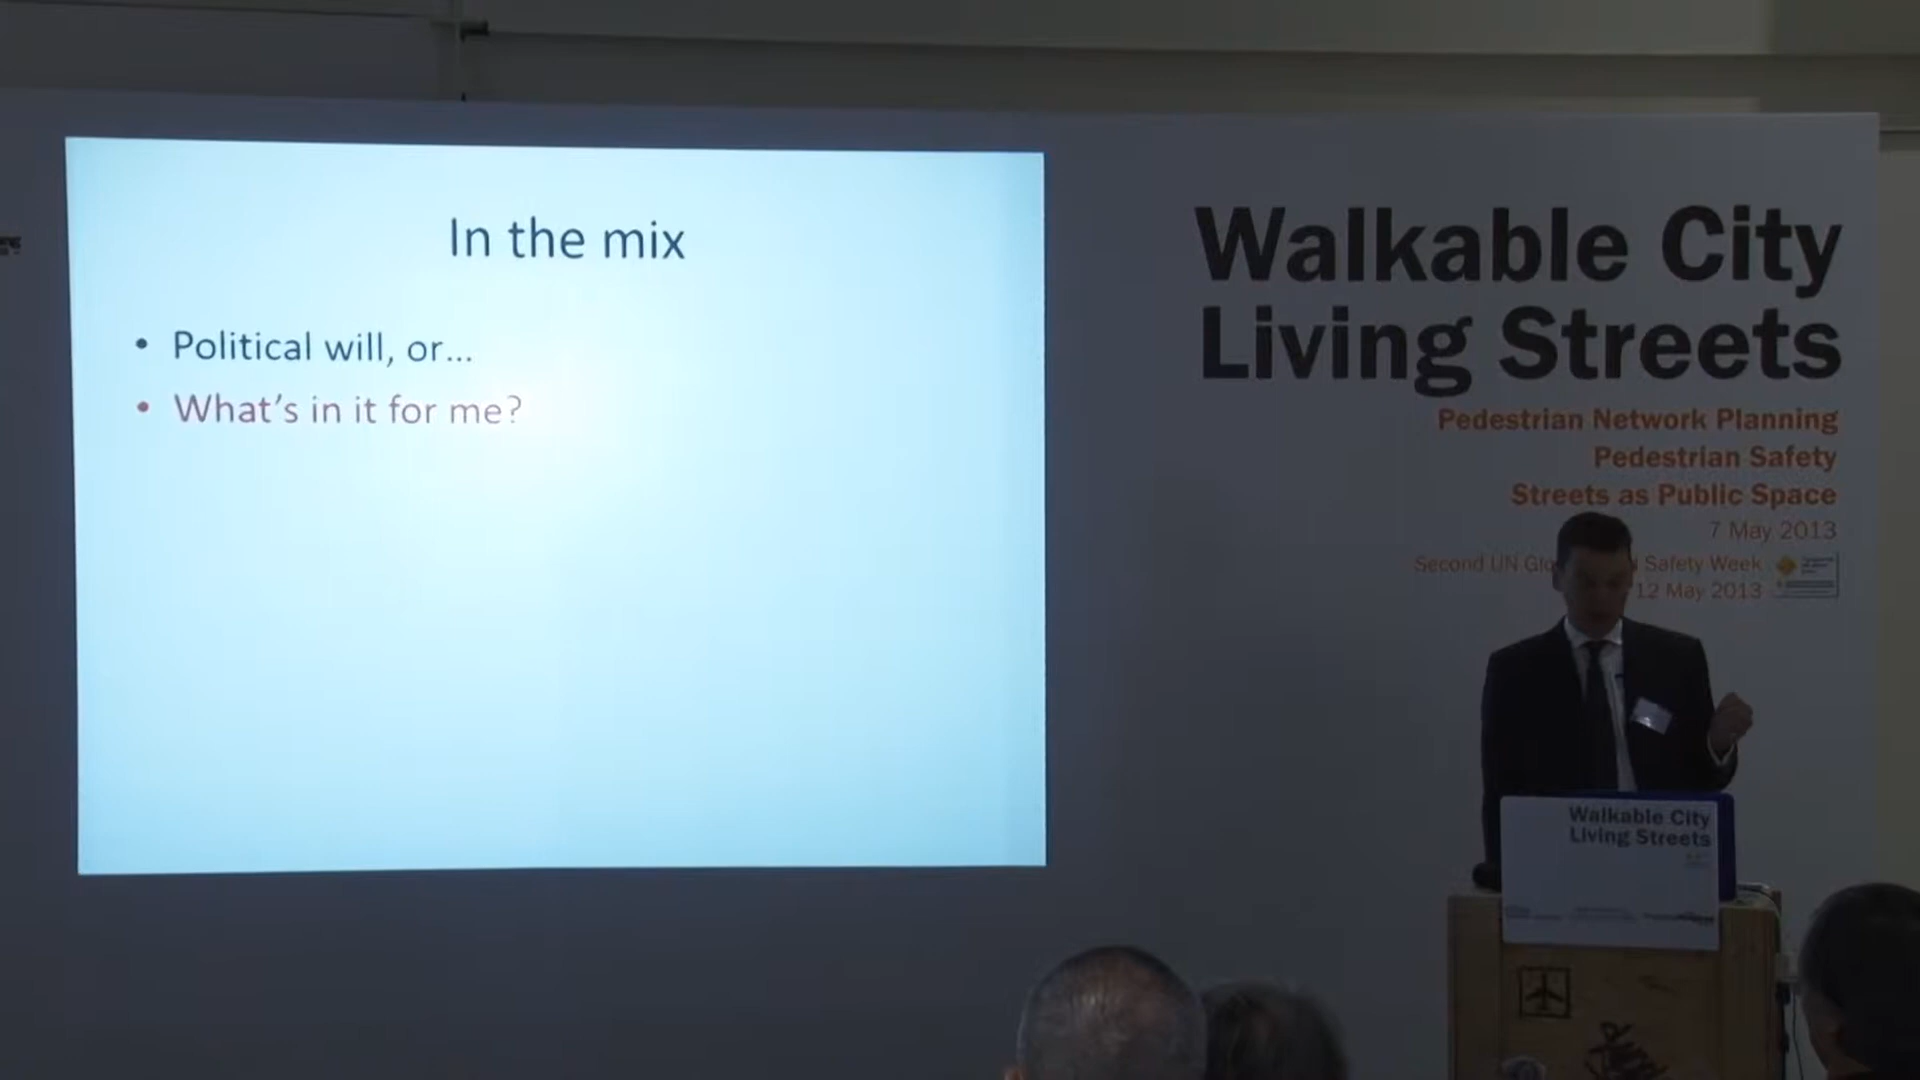 In the mix
• Political will, or...
• What's in it for me?
Walkable City
Living Streets
Pedestrian Network Planning
Pedestrian Safety
Streets as Public Space
7 May 2013
Second UN Safety Week
12 May 2013
Walkable City
Living Streets